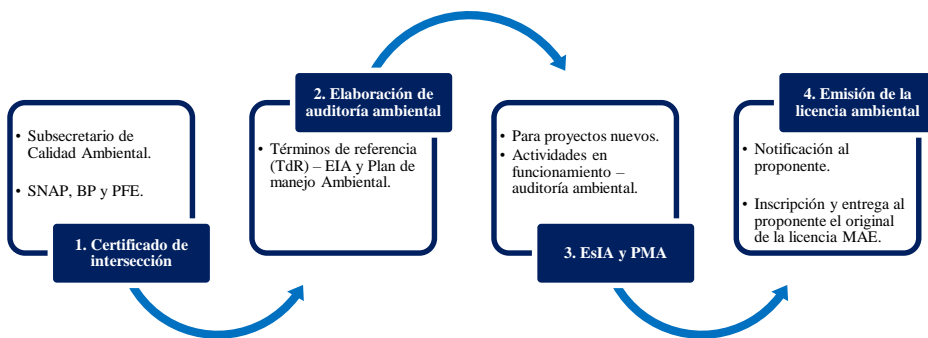 • Subsecretario de
Calidad Ambiental.
• SNAP, BP y PFE.
1. Certificado de
intersección
2. Elaboración de
auditoría ambiental
• Términos de referencia
(TdR) – EIA y Plan de
manejo Ambiental.
• Para proyectos nuevos.
• Actividades en
funcionamiento –
auditoría ambiental.
3. EsIA y PMA
4. Emisión de la
licencia ambiental
• Notificación al
proponente.
• Inscripción y entrega al
proponente el original
de la licencia MAE.